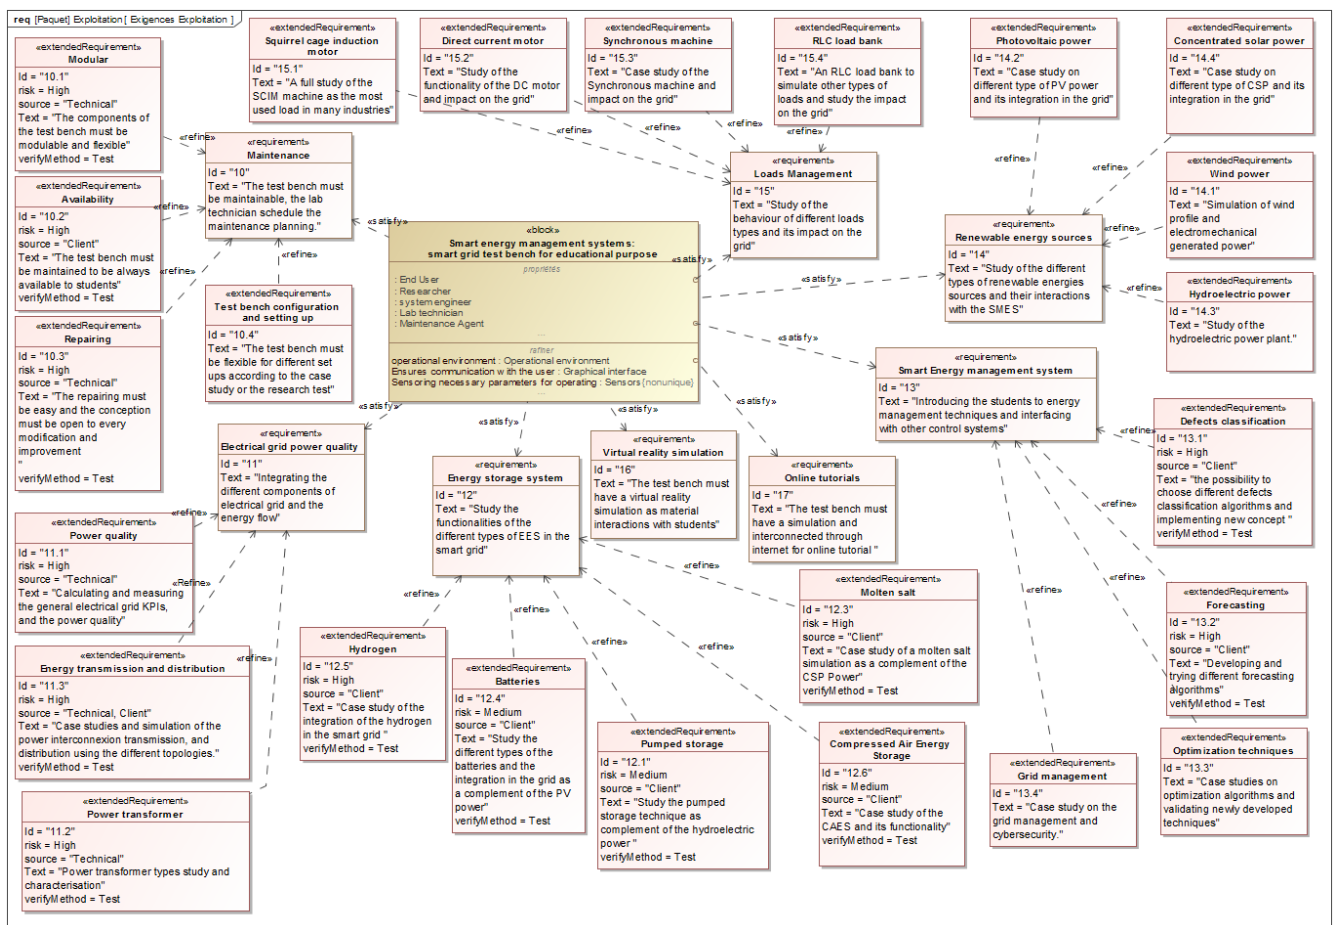 req [Paquet] Exploitation [ Exigences Exploitation ]
«extendedRequirement»
Modular
Id = "10.1"
risk = High
source = "Technical"
Text = "The components of
the test bench must be
modulable and flexible"
verifyMethod = Test
«extendedRequirement»
Squirrel cage induction
motor
Id = "15.1"
Text = "A full study of the
SCIM machine as the most
used load in many industries"
«extendedRequirement»
Direct current motor
Id = "15.2"
Text = "Study of the
functionality of the DC motor
and impact on the grid"
«extendedRequirement»
Synchronous machine
Id = "15.3"
Text = "Case study of the
Synchronous machine and
impact on the grid"
«extendedRequirement»
RLC load bank
Id = "15.4"
Text = "An RLC load bank to
simulate other types of
loads and study the impact
on the grid"
«extendedRequirement»
Photovoltaic power
Id = "14.2"
Text = "Case study on
different type of PV power
and its integration in the grid"
«extendedRequirement»
Concentrated solar power
Id = "14.4"
Text = "Case study on
different type of CSP and its
integration in the grid"
«refine»
«refine»
«refine»
«refine»
«refine»
«refine»
«refine»
«requirement»
Maintenance
Id = "10"
Text = "The test bench must
be maintainable, the lab
technician schedule the
maintenance planning."
«requirement»
Loads Management
Id = "15"
Text = "Study of the
behaviour of different loads
types and its impact on the
grid"
«extendedRequirement»
Wind power
Id = "14.1"
Text = "Simulation of wind
profile and
electromechanical
generated power"
«extendedRequirement»
Availability
Id = "10.2"
risk = High
source = "Client"
Text = "The test bench must
be maintained to be always
available to students"
verifyMethod = Test
«refine»
«refine»
«refine»
«refine»
«satisfy»
«satisfy»
«satisfy»
«block»
Smart energy management systems:
smart grid test bench for educational purpose
propriétés
: End User
: Researcher
: system engineer
: Lab technician
: Maintenance Agent
...
refiner
operational environment : Operational environment
Ensures communication with the user : Graphical interface
Sensoring necessary parameters for operating : Sensors{nonunique}
...
«requirement»
Renewable energy sources
Id = "14"
Text = "Study of the different
types of renewable energies
sources and their interactions
with the SMES"
«refine»
«extendedRequirement»
Hydroelectric power
Id = "14.3"
Text = "Study of the
hydroelectric power plant."
«extendedRequirement»
Test bench configuration
and setting up
Id = "10.4"
Text = "The test bench must
be flexible for different set
ups according to the case
study or the research test"
«extendedRequirement»
Repairing
Id = "10.3"
risk = High
source = "Technical"
Text = "The repairing must
be easy and the conception
must be open to every
modification and
improvement
"
verifyMethod = Test
«satisfy»
«satisfy»
«satisfy»
«satisfy»
«satisfy»
«requirement»
Smart Energy management system
Id = "13"
Text = "Introducing the students to energy
management techniques and interfacing
with other control systems"
«refine»
«extendedRequirement»
Defects classification
Id = "13.1"
risk = High
source = "Client"
Text = "the possibility to
choose different defects
classification algorithms and
implementing new concept "
verifyMethod = Test
«requirement»
Electrical grid power quality
Id = "11"
Text = "Integrating the
different components of
electrical grid and the
energy flow"
«requirement»
Energy storage system
Id = "12"
Text = "Study the
functionalities of the
different types of EES in the
smart grid"
«requirement»
Virtual reality simulation
Id = "16"
Text = "The test bench must
have a virtual reality
simulation as material
interactions with students"
«requirement»
Online tutorials
Id = "17"
Text = "The test bench must
have a simulation and
interconnected through
internet for online tutorial "
«extendedRequirement»
Power quality
Id = "11.1"
risk = High
source = "Technical"
Text = "Calculating and measuring
the general electrical grid KPIs,
and the power quality"
«refine»
«Refine»
«refine»
«refine»
«refine»
«refine»
«refine»
«refine»
«refine»
«refine»
«refine»
«refine»
«extendedRequirement»
Molten salt
Id = "12.3"
risk = High
source = "Client"
Text = "Case study of a molten salt
simulation as a complement of the
CSP Power"
verifyMethod = Test
«extendedRequirement»
Forecasting
Id = "13.2"
risk = High
source = "Client"
Text = "Developing and
trying different forecasting
algorithms"
verifyMethod = Test
«extendedRequirement»
Energy transmission and distribution
Id = "11.3"
risk = High
source = "Technical, Client"
Text = "Case studies and simulation of the
power interconnexion transmission, and
distribution using the different topologies."
verifyMethod = Test
«extendedRequirement»
Hydrogen
Id = "12.5"
risk = High
source = "Client"
Text = "Case study of the
integration of the hydrogen
in the smart grid "
verifyMethod = Test
«extendedRequirement»
Batteries
Id = "12.4"
risk = Medium
source = "Client"
Text = "Study the
different types of the
batteries and the
integration in the grid as
a complement of the PV
power"
verifyMethod = Test
«extendedRequirement»
Pumped storage
Id = "12.1"
risk = Medium
source = "Client"
Text = "Study the pumped
storage technique as
complement of the hydroelectric
power "
verifyMethod = Test
«extendedRequirement»
Compressed Air Energy
Storage
Id = "12.6"
risk = Medium
source = "Client"
Text = "Case study of the
CAES and its functionality"
verifyMethod = Test
«extendedRequirement»
Grid management
Id = "13.4"
Text = "Case study on the
grid management and
cybersecurity."
«extendedRequirement»
Optimization techniques
Id = "13.3"
Text = "Case studies on
optimization algorithms and
validating newly developed
techniques"
«extendedRequirement»
Power transformer
Id = "11.2"
risk = High
source = "Technical"
Text = "Power transformer types study and
characterisation"
verifyMethod = Test